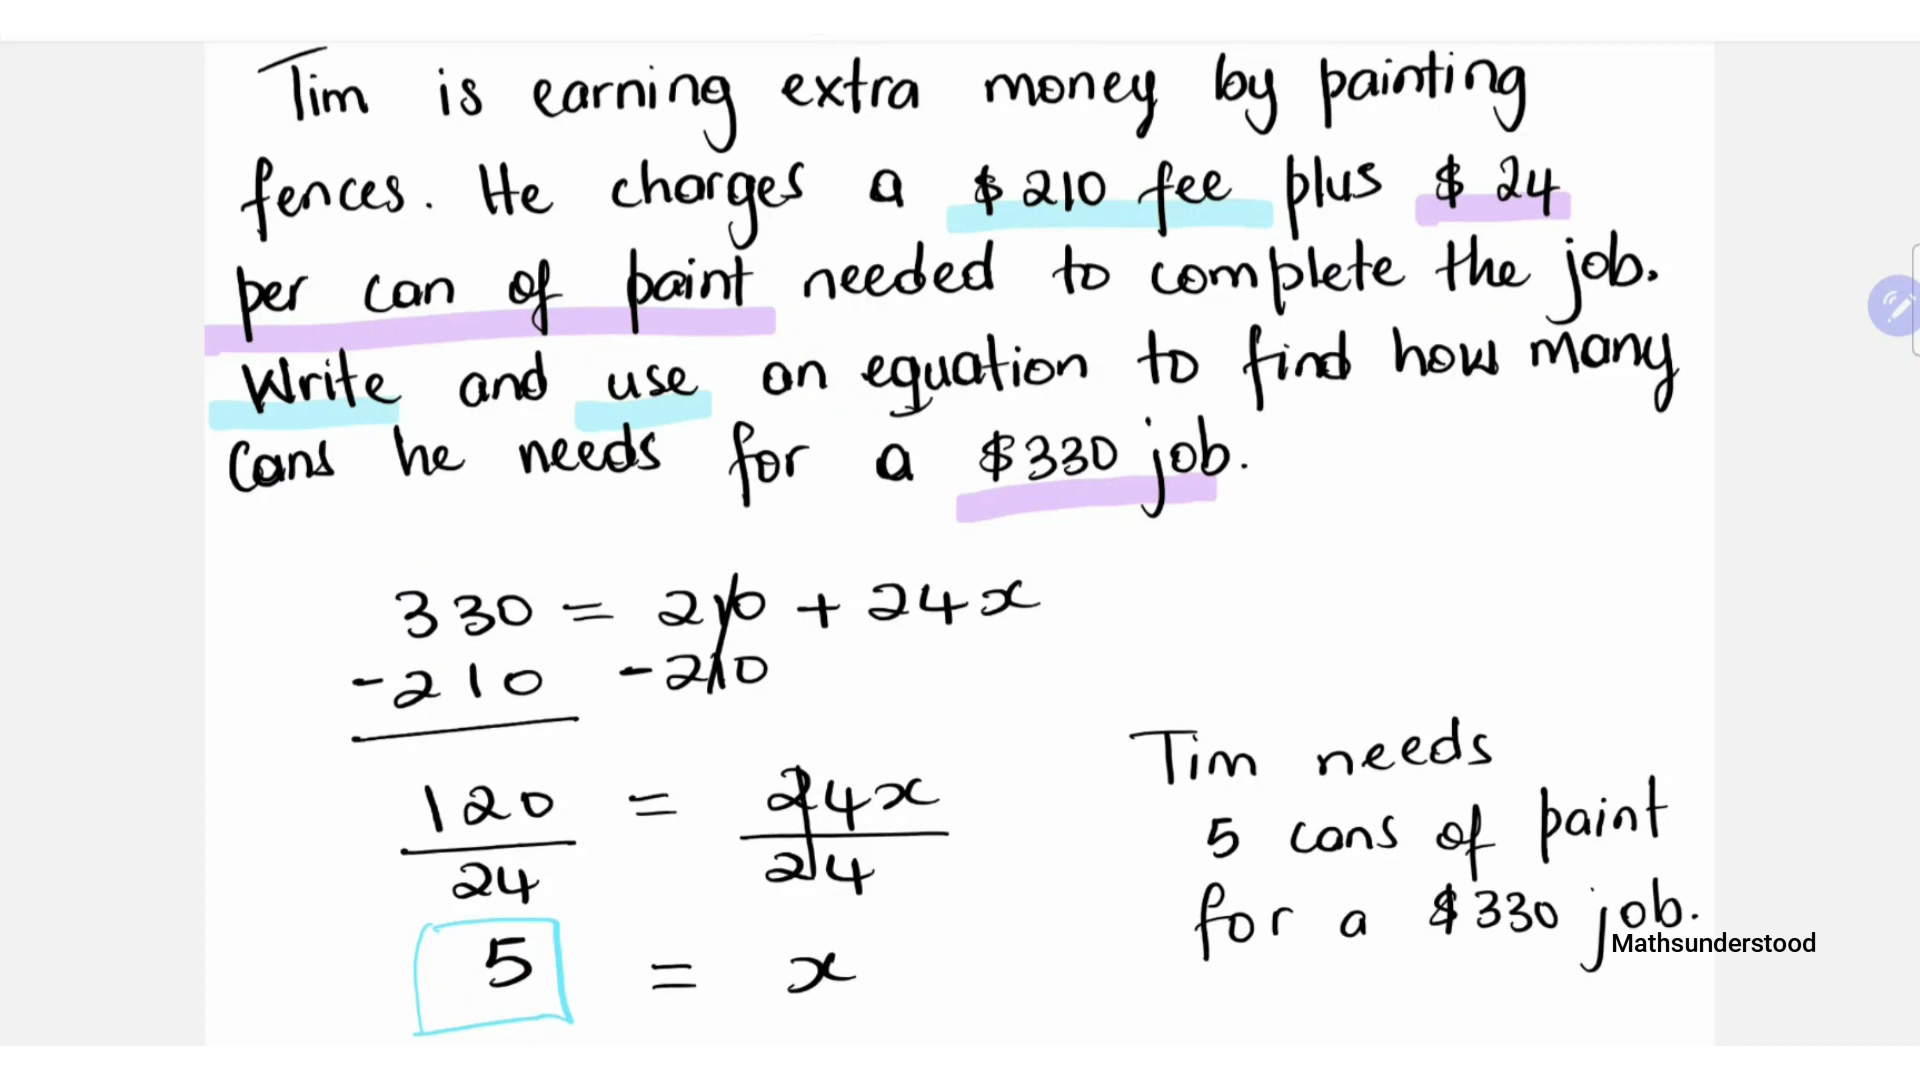 Tim is earning extra money by painting
fences. He charges a $210 fee plus $24
per can of paint needed to complete the job.
Write and use an equation to find how many
cans he needs for a $330 job.
330 = 210 + 24x
-210 -210
120 = 24x
24 24
5 = x
Tim needs
5 cans of paint
for a $330 job.
Mathsunderstood